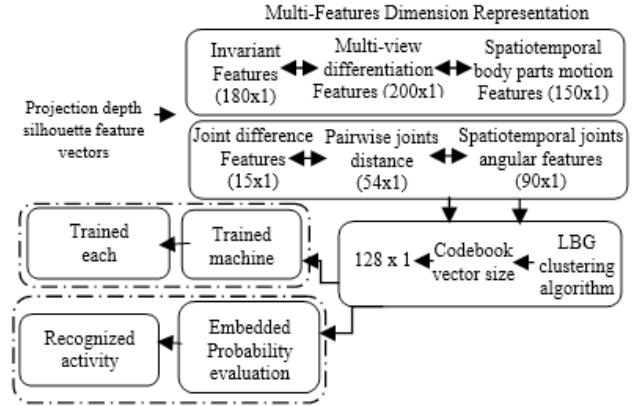 Multi-Features Dimension Representation
Invariant
Features
(180x1)
Multi-view
differentiation
Features (200x1)
Spatiotemporal
body parts motion
Features (150x1)
Projection depth
silhouette feature
vectors
Joint difference
Features
(15x1)
Pairwise joints
distance
(54x1)
Spatiotemporal joints
angular features
(90x1)
Trained
each
Trained
machine
128 x 1
Codebook
vector size
LBG
clustering
algorithm
Recognized
activity
Embedded
Probability
evaluation